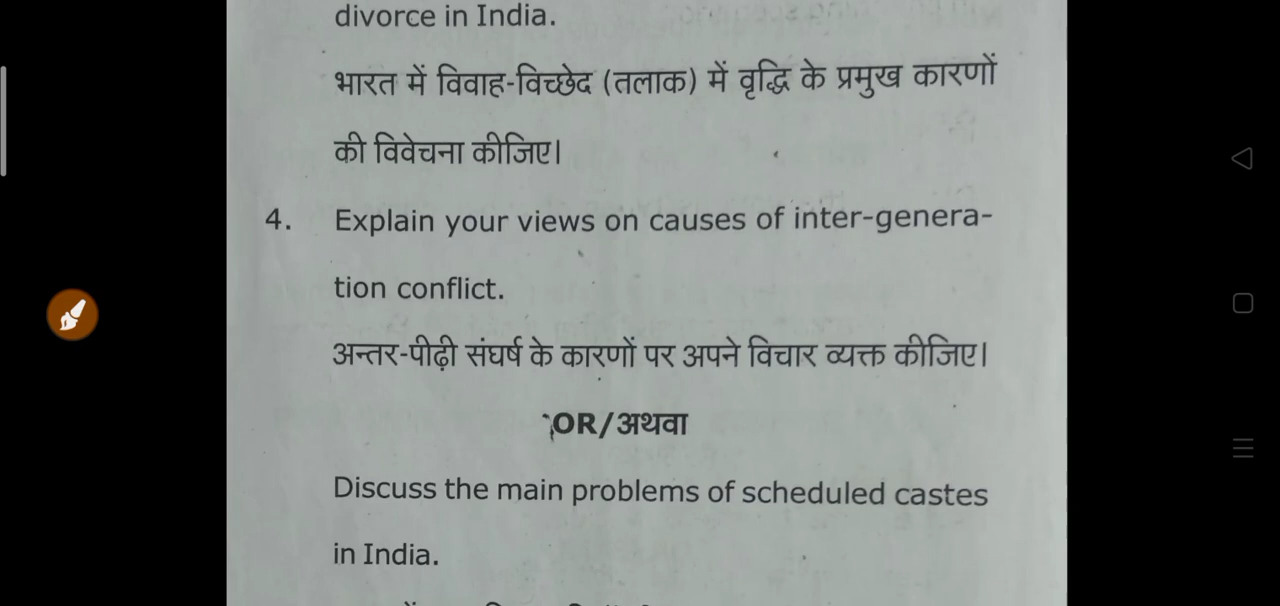 divorce in India.
भारत में विवाह-विच्छेद (तलाक) में वृद्धि के प्रमुख कारणों
की विवेचना कीजिए।
4. Explain your views on causes of inter-genera-
tion conflict.
अन्तर-पीढ़ी संघर्ष के कारणों पर अपने विचार व्यक्त कीजिए।
OR/अथवा
Discuss the main problems of scheduled castes
in India.